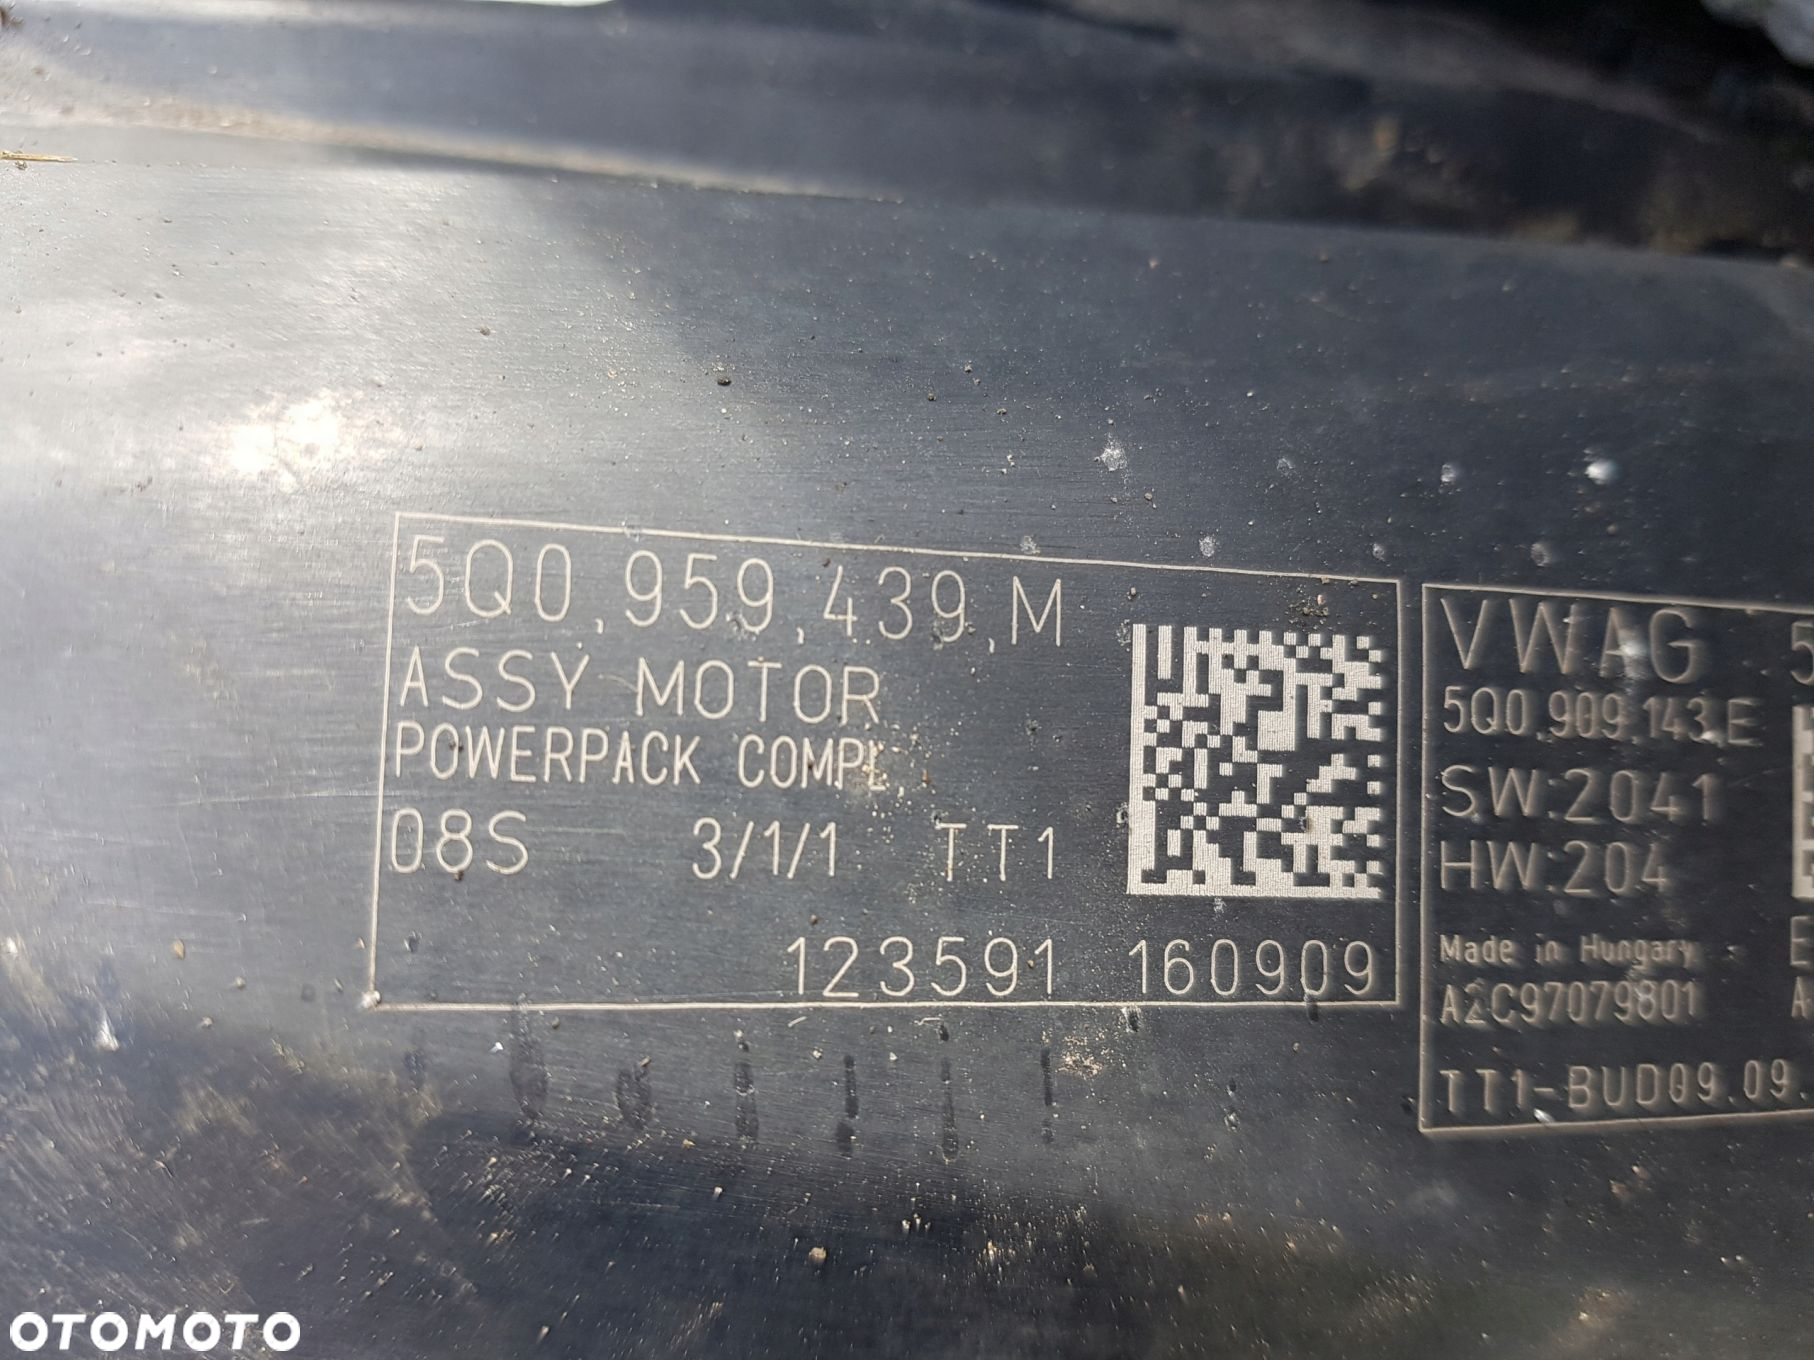 5Q0.959.439.M
ASSY MOTOR
POWERPACK COMPL
08S 3/1/1 TT1
123591 160909
VWAG 5
5Q0.909.143.E
SW:2041
HW:204
Made in Hungary E
A2C97079801 A
TT1-BUD09.09.
OTOMOTO